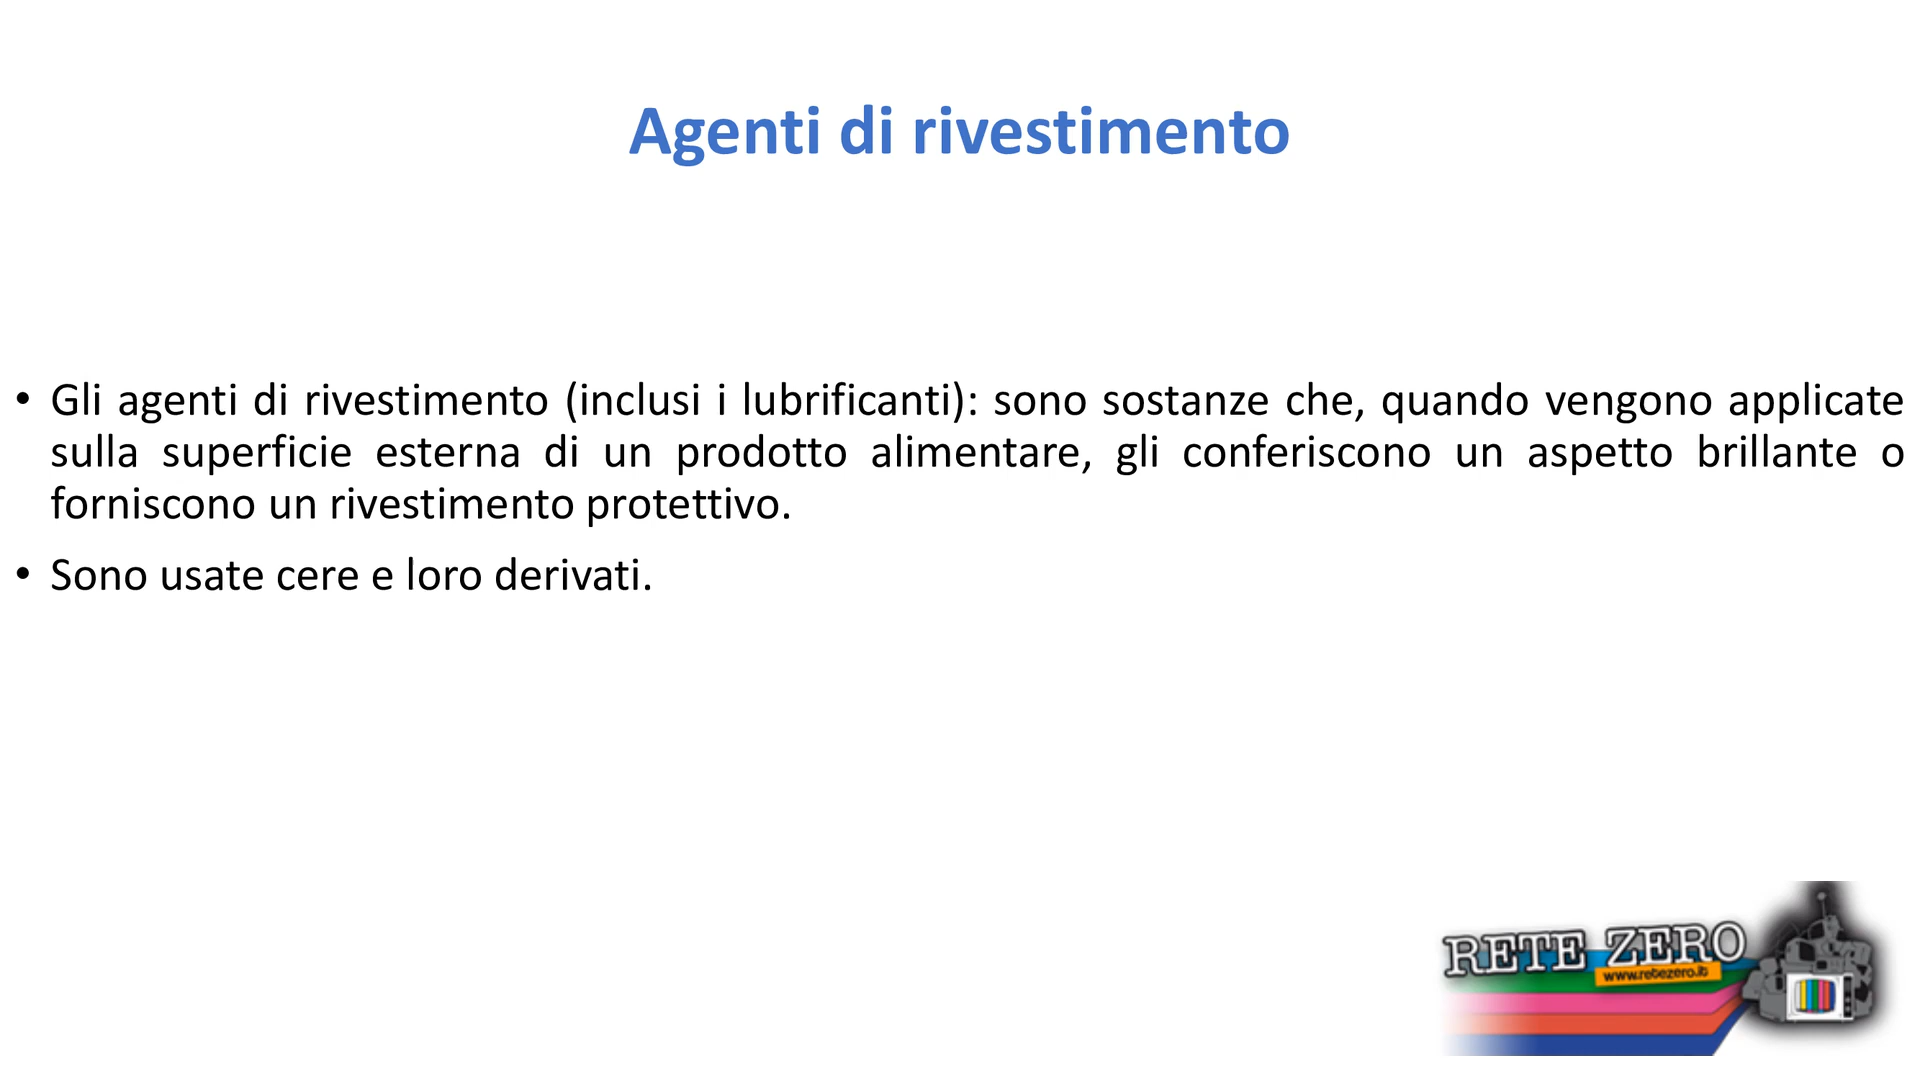 Agenti di rivestimento
• Gli agenti di rivestimento (inclusi i lubrificanti): sono sostanze che, quando vengono applicate
sulla superficie esterna di un prodotto alimentare, gli conferiscono un aspetto brillante o
forniscono un rivestimento protettivo.
• Sono usate cere e loro derivati.
RETE ZERO
www.retezero.it